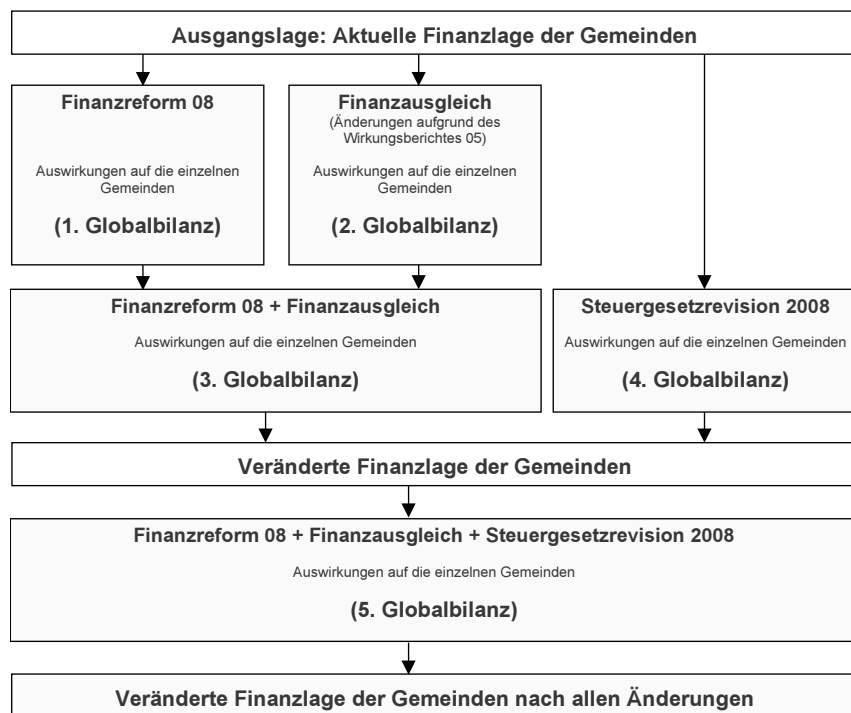 Ausgangslage: Aktuelle Finanzlage der Gemeinden
Finanzreform 08
Auswirkungen auf die einzelnen
Gemeinden
(1. Globalbilanz)
Finanzausgleich
(Änderungen aufgrund des
Wirkungsberichtes 05)
Auswirkungen auf die einzelnen
Gemeinden
(2. Globalbilanz)
Finanzreform 08 + Finanzausgleich
Auswirkungen auf die einzelnen Gemeinden
(3. Globalbilanz)
Steuergesetzrevision 2008
Auswirkungen auf die einzelnen Gemeinden
(4. Globalbilanz)
Veränderte Finanzlage der Gemeinden
Finanzreform 08 + Finanzausgleich + Steuergesetzrevision 2008
Auswirkungen auf die einzelnen Gemeinden
(5. Globalbilanz)
Veränderte Finanzlage der Gemeinden nach allen Änderungen